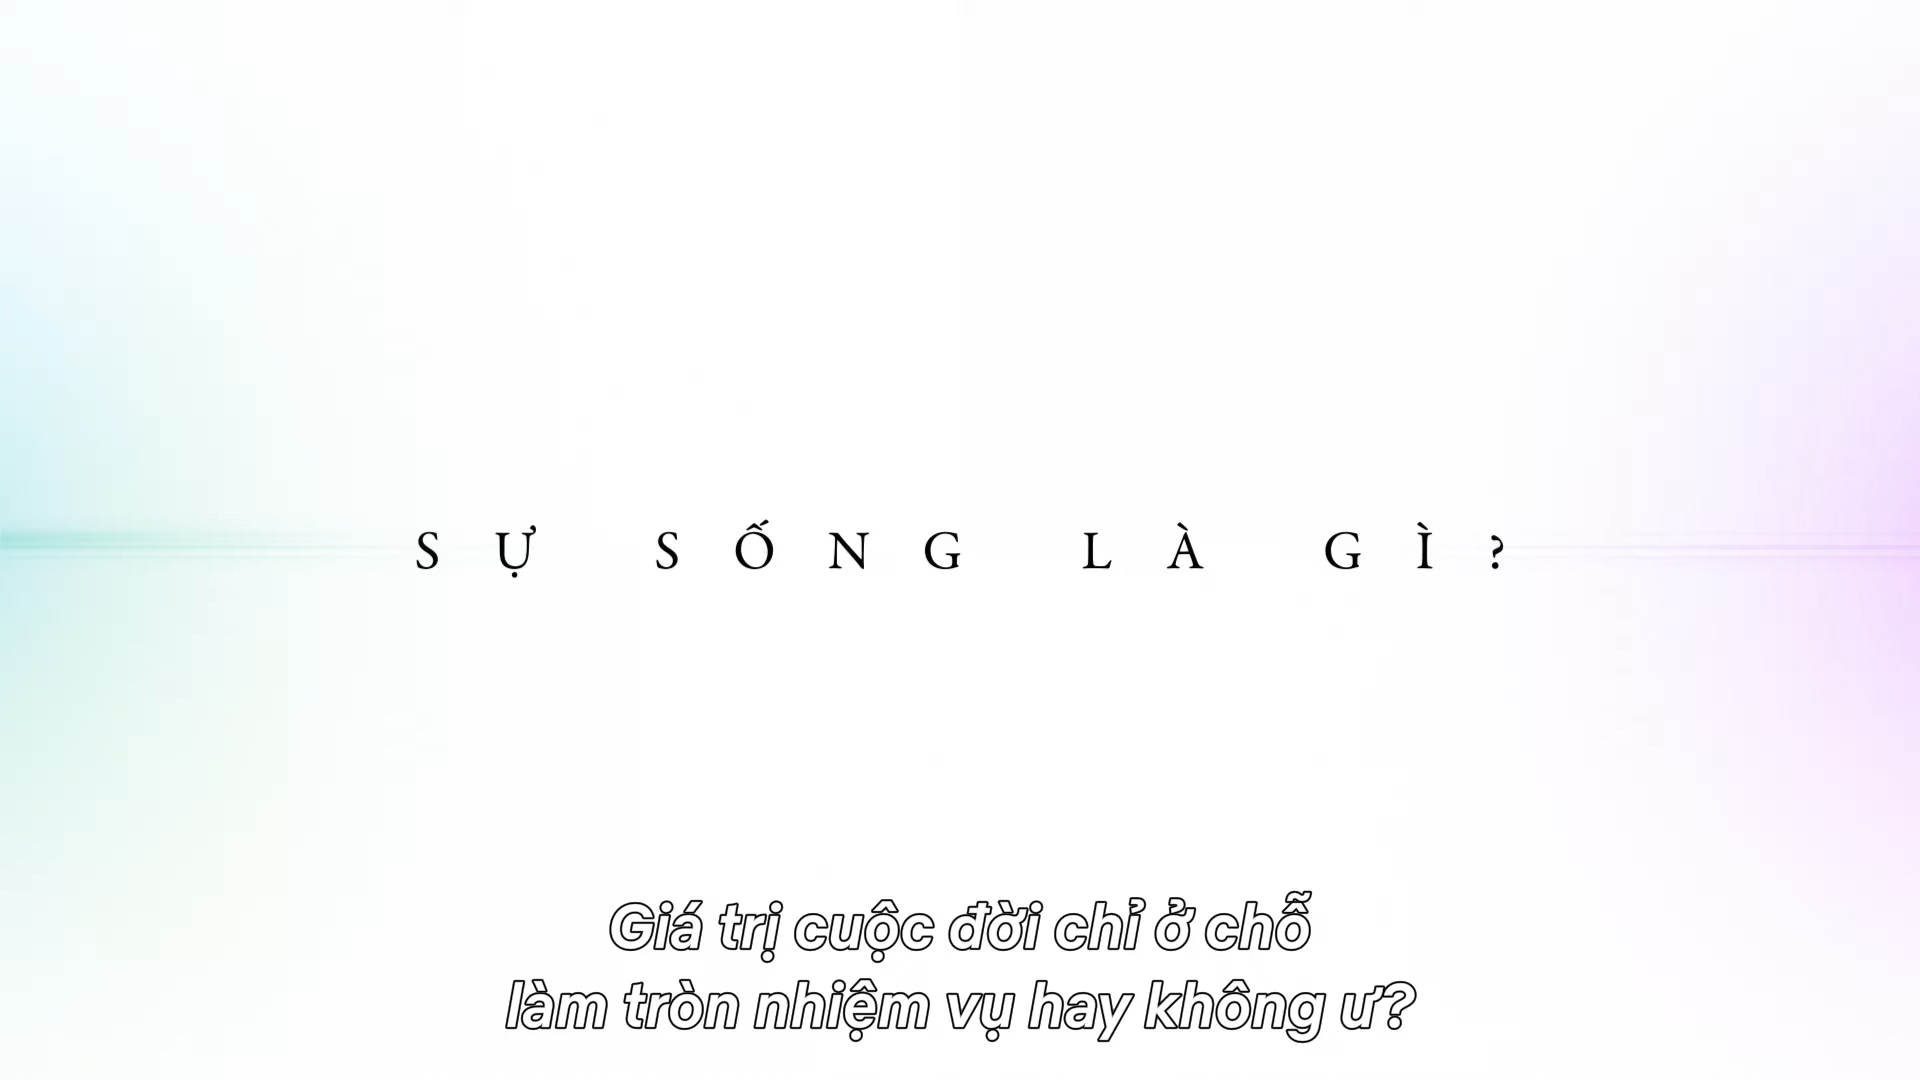 SỰ SỐNG LÀ GÌ?
Giá trị cuộc đời chỉ ở chỗ
làm tròn nhiệm vụ hay không ư?